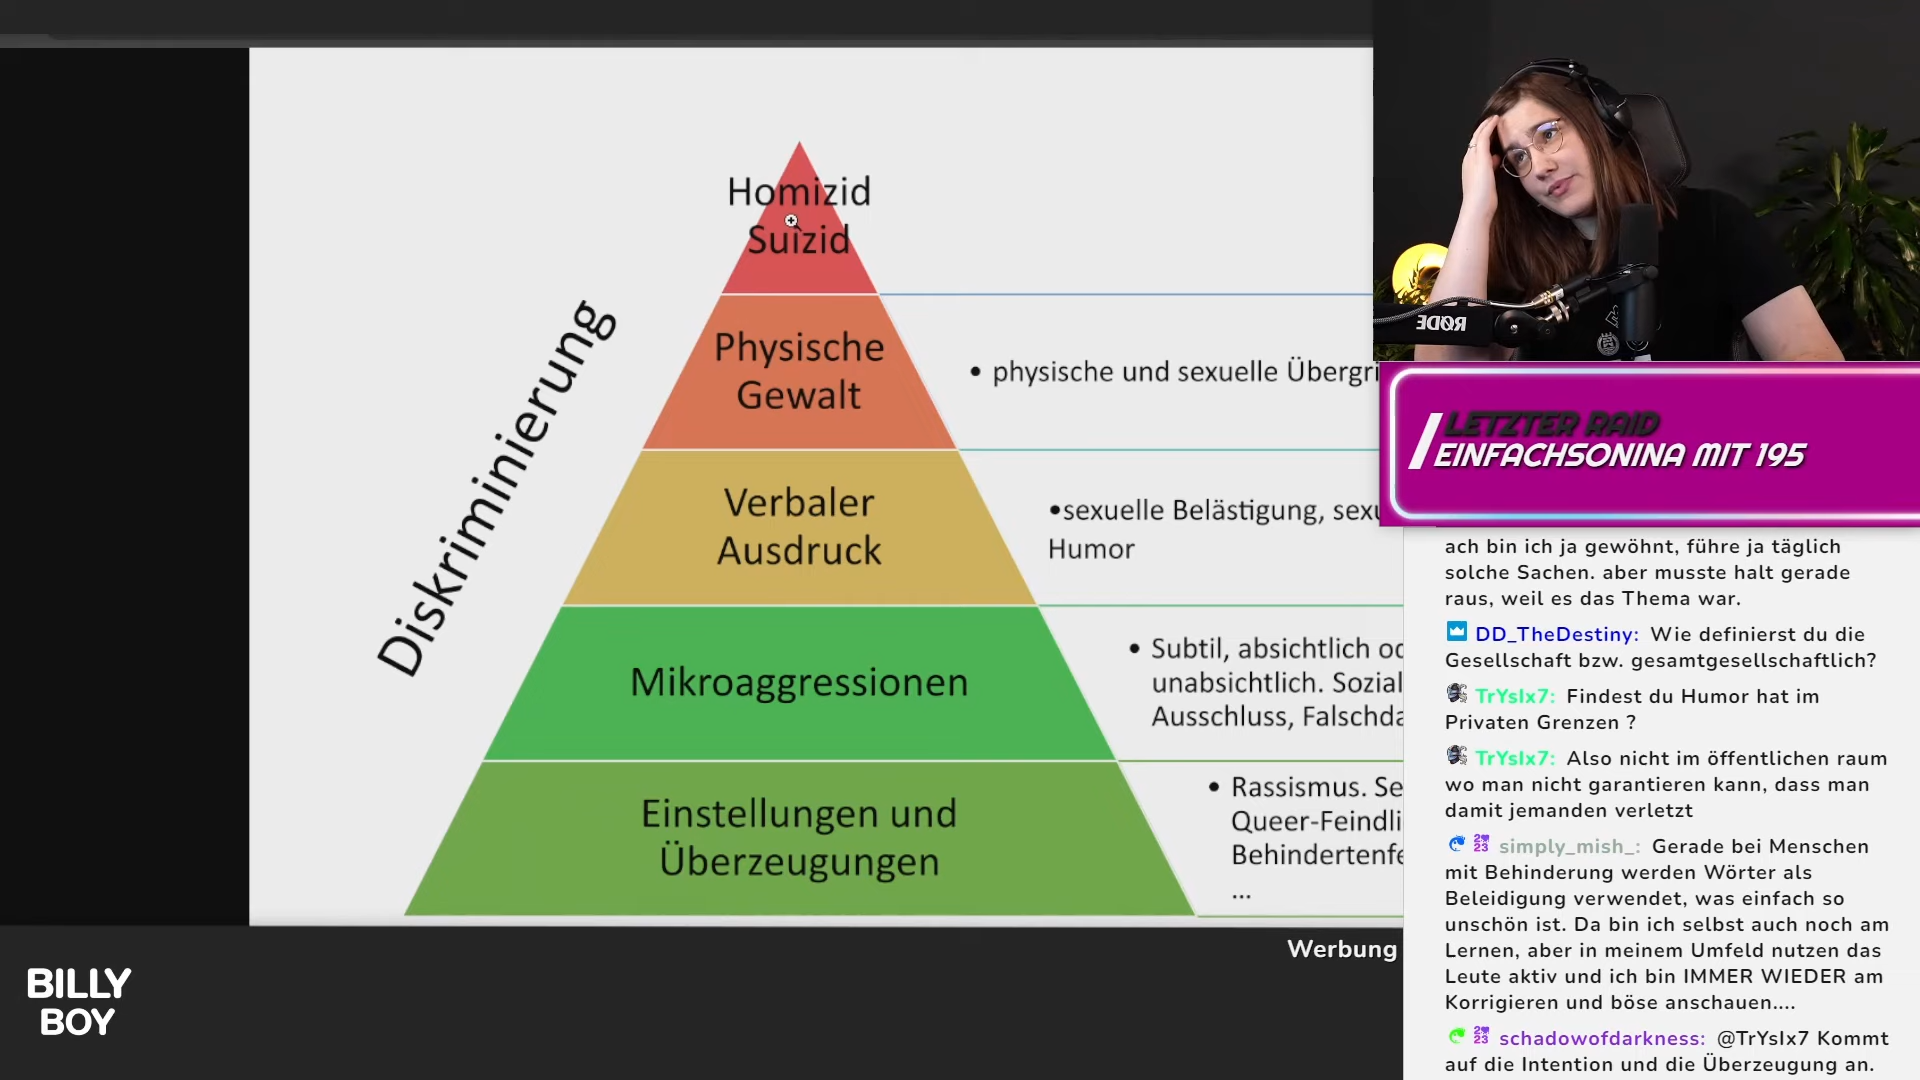 Diskriminierung
Homizid
Suizid
Physische
Gewalt
• physische und sexuelle Übergri
Verbaler
Ausdruck
•sexuelle Belästigung, sexu
Humor
Mikroaggressionen
• Subtil, absichtlich oc
unabsichtlich. Sozial
Ausschluss, Falschda
Einstellungen und
Überzeugungen
• Rassismus. Se
Queer-Feindli
Behindertenfe
...
Werbung
BILLY
BOY
RØDE
LETZTER RAID
EINFACHSONINA MIT 195
ach bin ich ja gewöhnt, führe ja täglich
solche Sachen. aber musste halt gerade
raus, weil es das Thema war.
DD_TheDestiny: Wie definierst du die
Gesellschaft bzw. gesamtgesellschaftlich?
TrYsIx7: Findest du Humor hat im
Privaten Grenzen ?
TrYsIx7: Also nicht im öffentlichen raum
wo man nicht garantieren kann, dass man
damit jemanden verletzt
simply_mish_: Gerade bei Menschen
mit Behinderung werden Wörter als
Beleidigung verwendet, was einfach so
unschön ist. Da bin ich selbst auch noch am
Lernen, aber in meinem Umfeld nutzen das
Leute aktiv und ich bin IMMER WIEDER am
Korrigieren und böse anschauen....
schadowofdarkness: @TrYsIx7 Kommt
auf die Intention und die Überzeugung an.